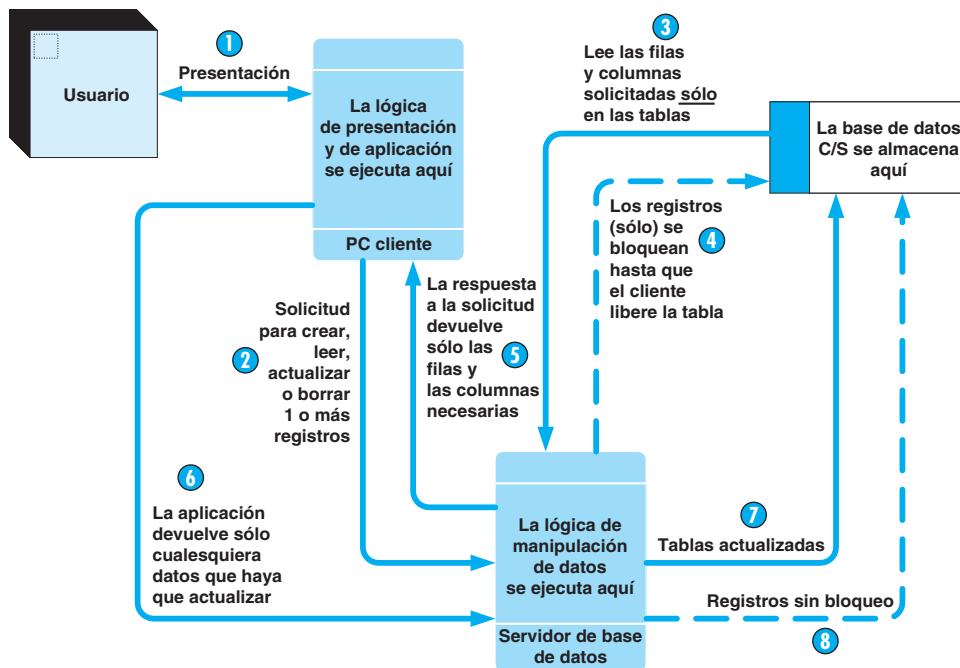 1
Presentación
Usuario
La lógica
de presentación
y de aplicación
se ejecuta aquí
PC cliente
3
Lee las filas
y columnas
solicitadas sólo
en las tablas
La base de datos
C/S se almacena
aquí
Los registros
(sólo) se
bloquean
hasta que
el cliente
libere la tabla
4
2
Solicitud
para crear,
leer,
actualizar
o borrar
1 o más
registros
La respuesta
a la solicitud
devuelve
sólo las
filas y
las columnas
necesarias
5
6
La aplicación
devuelve sólo
cualesquiera
datos que haya
que actualizar
La lógica de
manipulación
de datos
se ejecuta aquí
Servidor de base
de datos
7
Tablas actualizadas
Registros sin bloqueo
8